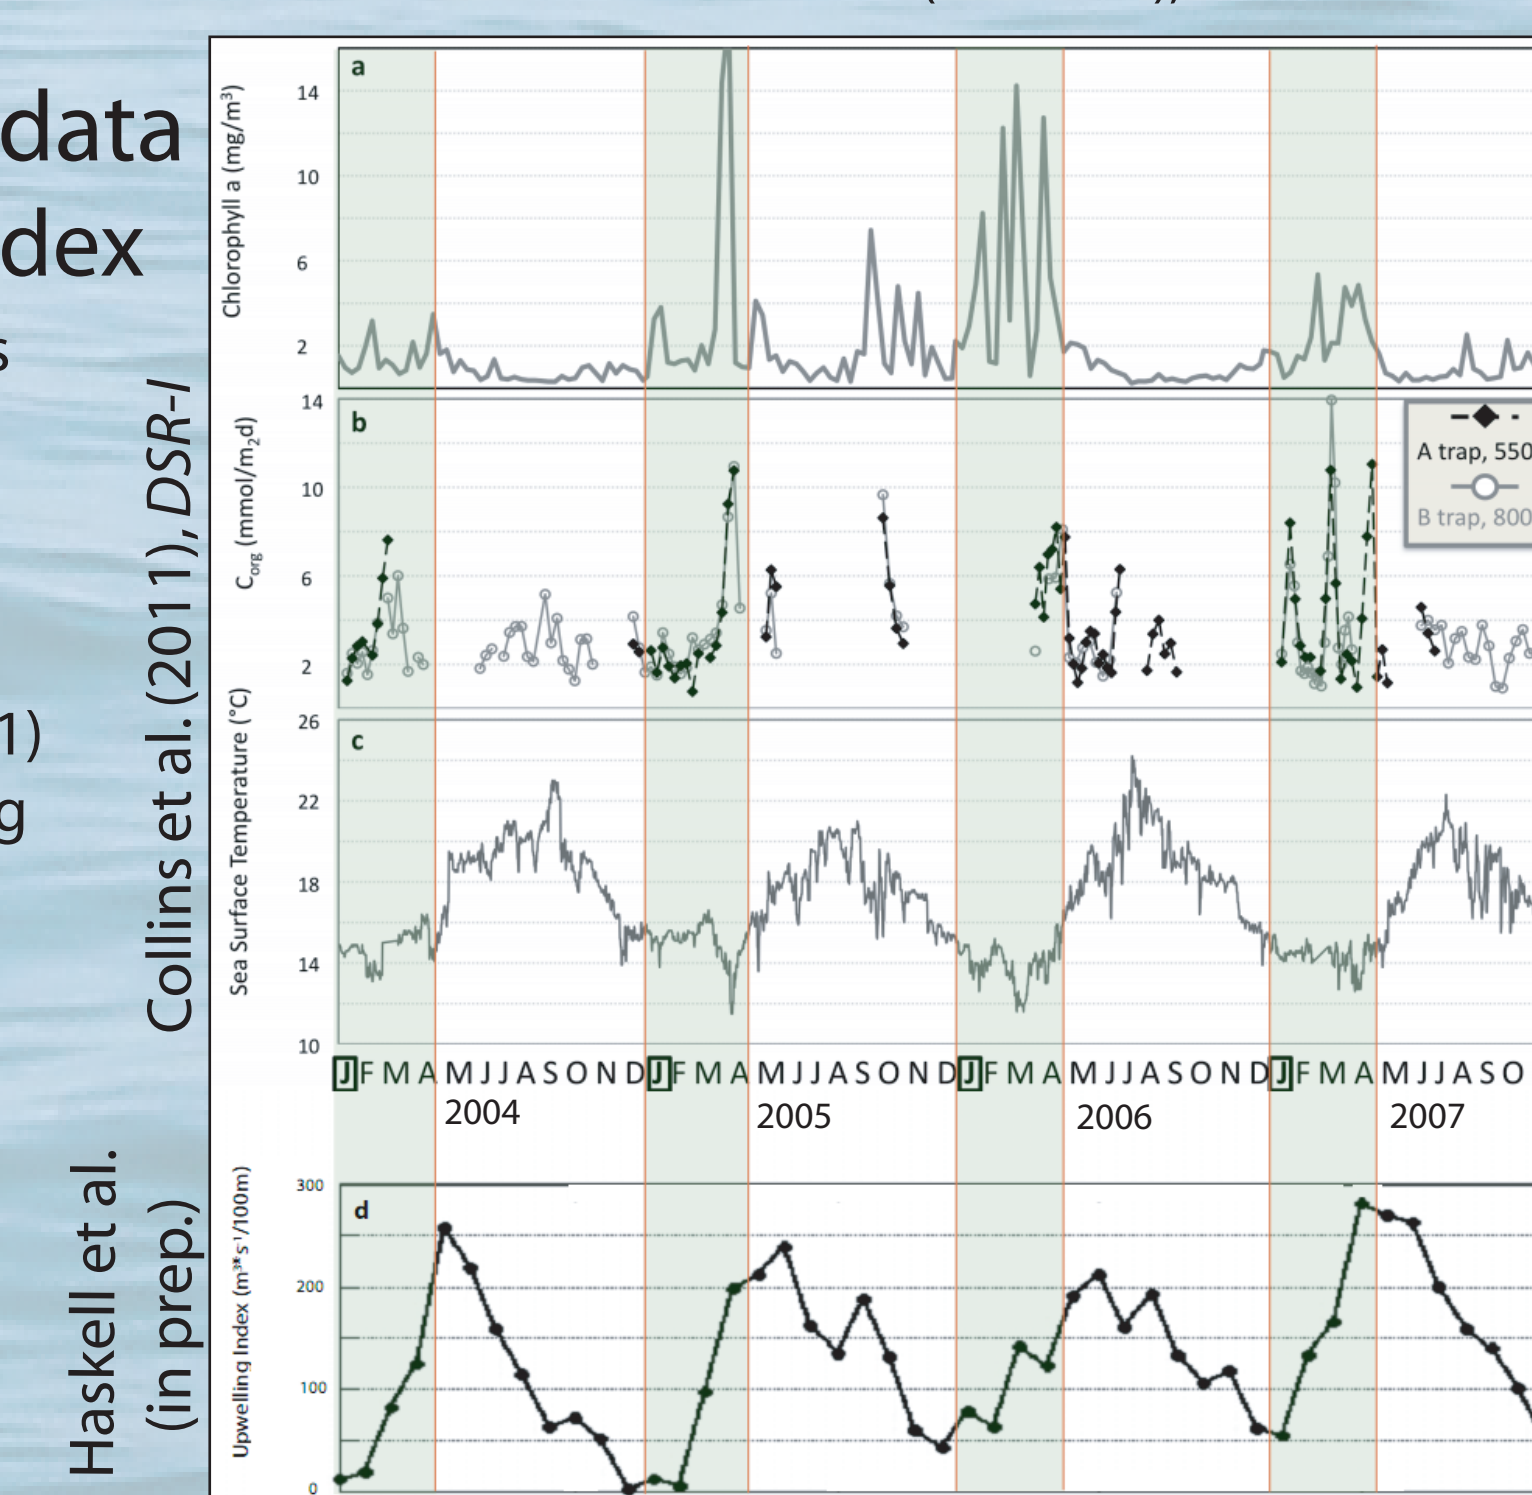 data
dex
s
1)
g
Collins et al. (2011), DSR-I
Haskell et al.
(in prep.)
a
Chlorophyll a (mg/m³)
14
10
6
2
b
Corg (mmol/m2d)
14
10
6
2
A trap, 550
B trap, 800
c
Sea Surface Temperature (°C)
26
22
18
14
10
J F M A M J J A S O N D J F M A M J J A S O N D J F M A M J J A S O N D J F M A M J J A S O
2004 2005 2006 2007
d
Upwelling Index (m³*s⁻¹/100m)
300
200
100
0